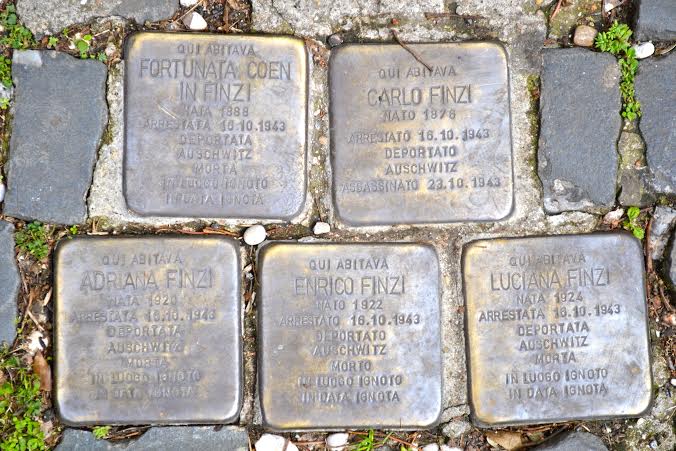 QUI ABITAVA
FORTUNATA COEN
IN FINZI
NATA 1888
ARRESTATA 16.10.1943
DEPORTATA
AUSCHWITZ
MORTA
IN LUOGO IGNOTO
IN DATA IGNOTA
QUI ABITAVA
CARLO FINZI
NATO 1878
ARRESTATO 16.10.1943
DEPORTATO
AUSCHWITZ
ASSASSINATO 23.10.1943
QUI ABITAVA
ADRIANA FINZI
NATA 1920
ARRESTATA 16.10.1943
DEPORTATA
AUSCHWITZ
MORTA
IN LUOGO IGNOTO
IN DATA IGNOTA
QUI ABITAVA
ENRICO FINZI
NATO 1922
ARRESTATO 16.10.1943
DEPORTATO
AUSCHWITZ
MORTO
IN LUOGO IGNOTO
IN DATA IGNOTA
QUI ABITAVA
LUCIANA FINZI
NATA 1924
ARRESTATA 16.10.1943
DEPORTATA
AUSCHWITZ
MORTA
IN LUOGO IGNOTO
IN DATA IGNOTA